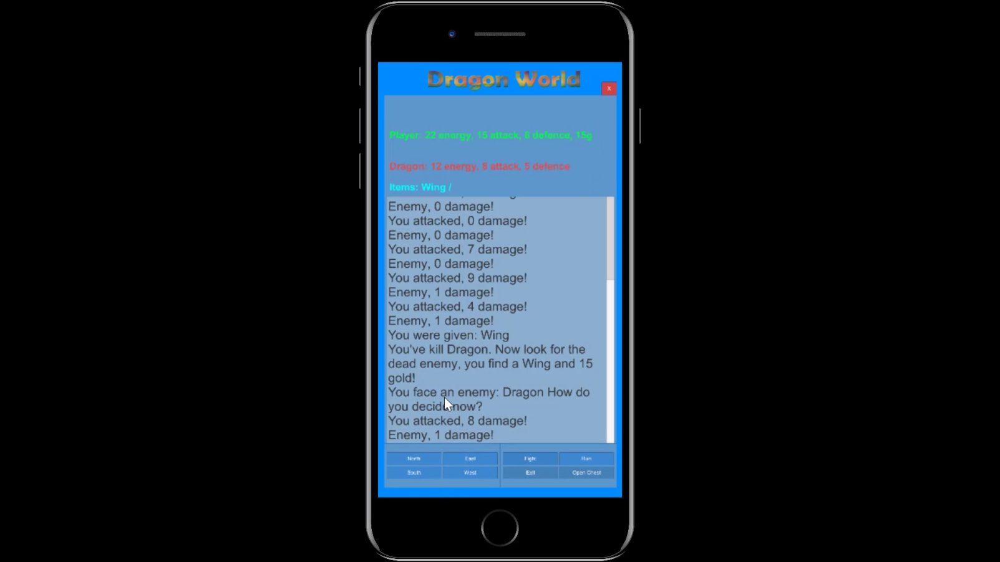 Dragon World
X
Player: 22 energy, 15 attack, 6 defence, 15g
Dragon: 12 energy, 8 attack, 5 defence
Items: Wing /
Enemy, 0 damage!
You attacked, 0 damage!
Enemy, 0 damage!
You attacked, 7 damage!
Enemy, 0 damage!
You attacked, 9 damage!
Enemy, 1 damage!
You attacked, 4 damage!
Enemy, 1 damage!
You were given: Wing
You've kill Dragon. Now look for the
dead enemy, you find a Wing and 15
gold!
You face an enemy: Dragon How do
you decide now?
You attacked, 8 damage!
Enemy, 1 damage!
North East Fight Run
South West Exit Open Chest